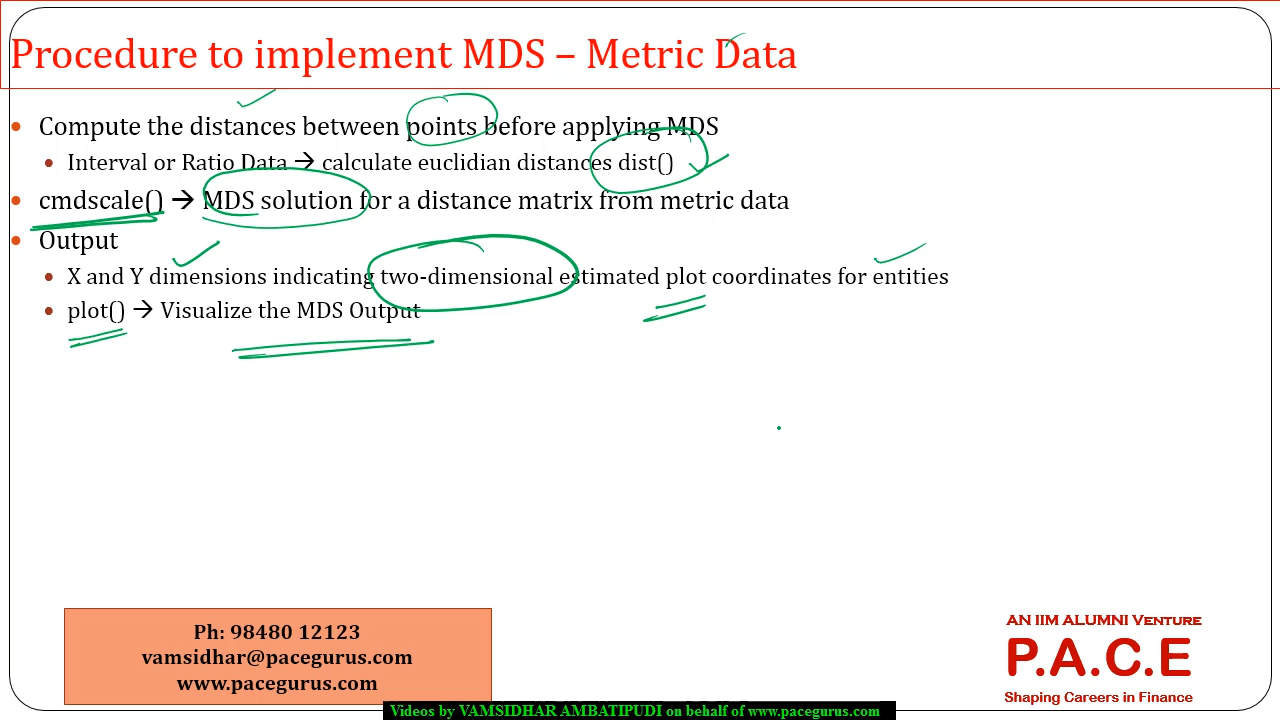 Procedure to implement MDS – Metric Data
• Compute the distances between points before applying MDS
• Interval or Ratio Data → calculate euclidian distances dist()
• cmdscale() → MDS solution for a distance matrix from metric data
• Output
• X and Y dimensions indicating two-dimensional estimated plot coordinates for entities
• plot() → Visualize the MDS Output
Ph: 98480 12123
vamsidhar@pacegurus.com
www.pacegurus.com
AN IIM ALUMNI VENTURE
P.A.C.E
Shaping Careers in Finance
Videos by VAMSIDHAR AMBATIPUDI on behalf of www.pacegurus.com